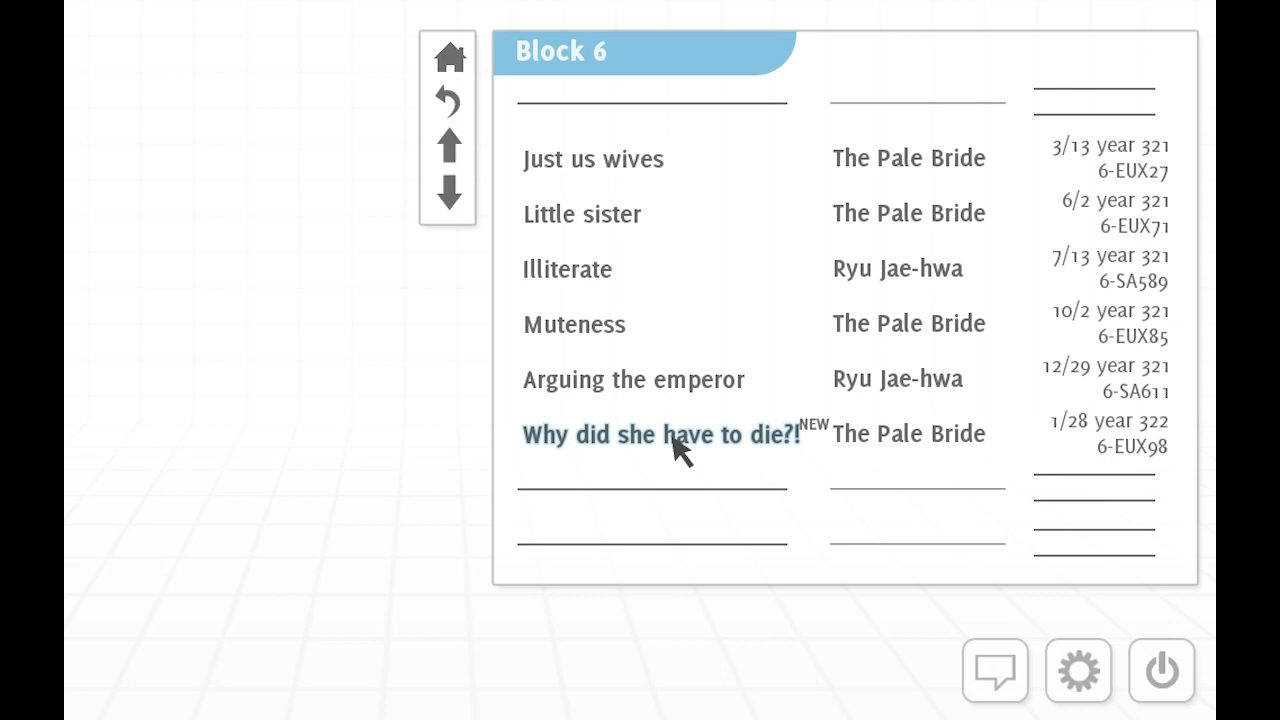 Block 6
Just us wives The Pale Bride 3/13 year 321
6-EUX27
Little sister The Pale Bride 6/2 year 321
6-EUX71
Illiterate Ryu Jae-hwa 7/13 year 321
6-SA589
Muteness The Pale Bride 10/2 year 321
6-EUX85
Arguing the emperor Ryu Jae-hwa 12/29 year 321
6-SA611
Why did she have to die?! NEW The Pale Bride 1/28 year 322
6-EUX98